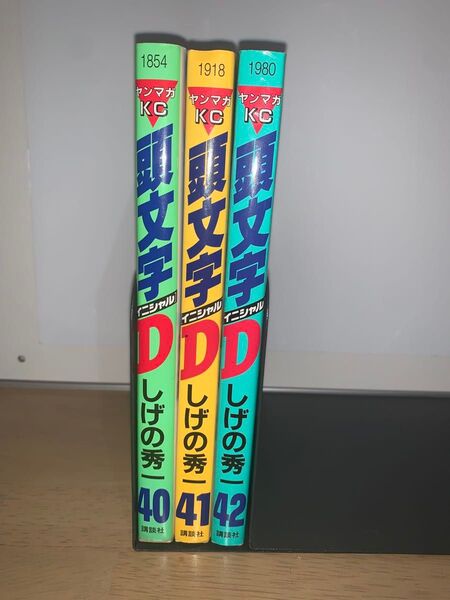 1854
ヤンマガ
KC
頭文字
イニシャル
D
しげの秀一
40
講談社
1918
ヤンマガ
KC
頭文字
イニシャル
D
しげの秀一
41
講談社
1980
ヤンマガ
KC
頭文字
イニシャル
D
しげの秀一
42
講談社